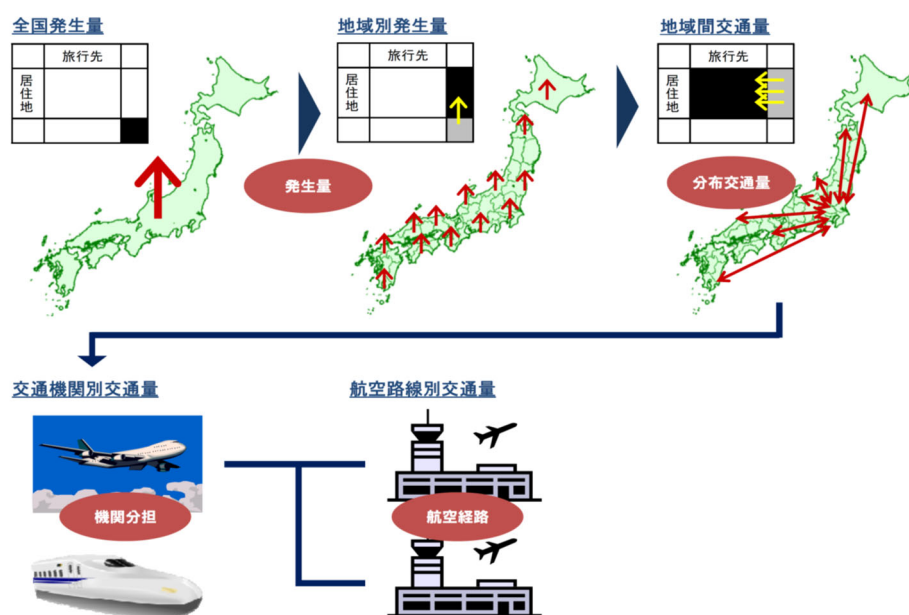 全国発生量
旅行先
居住地
地域別発生量
旅行先
居住地
地域間交通量
旅行先
居住地
発生量
分布交通量
交通機関別交通量
機関分担
航空路線別交通量
航空経路